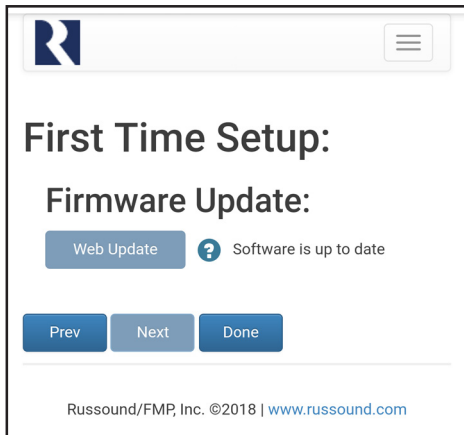 First Time Setup:
Firmware Update:
Web Update ? Software is up to date
Prev Next Done
Russound/FMP, Inc. ©2018 | www.russound.com